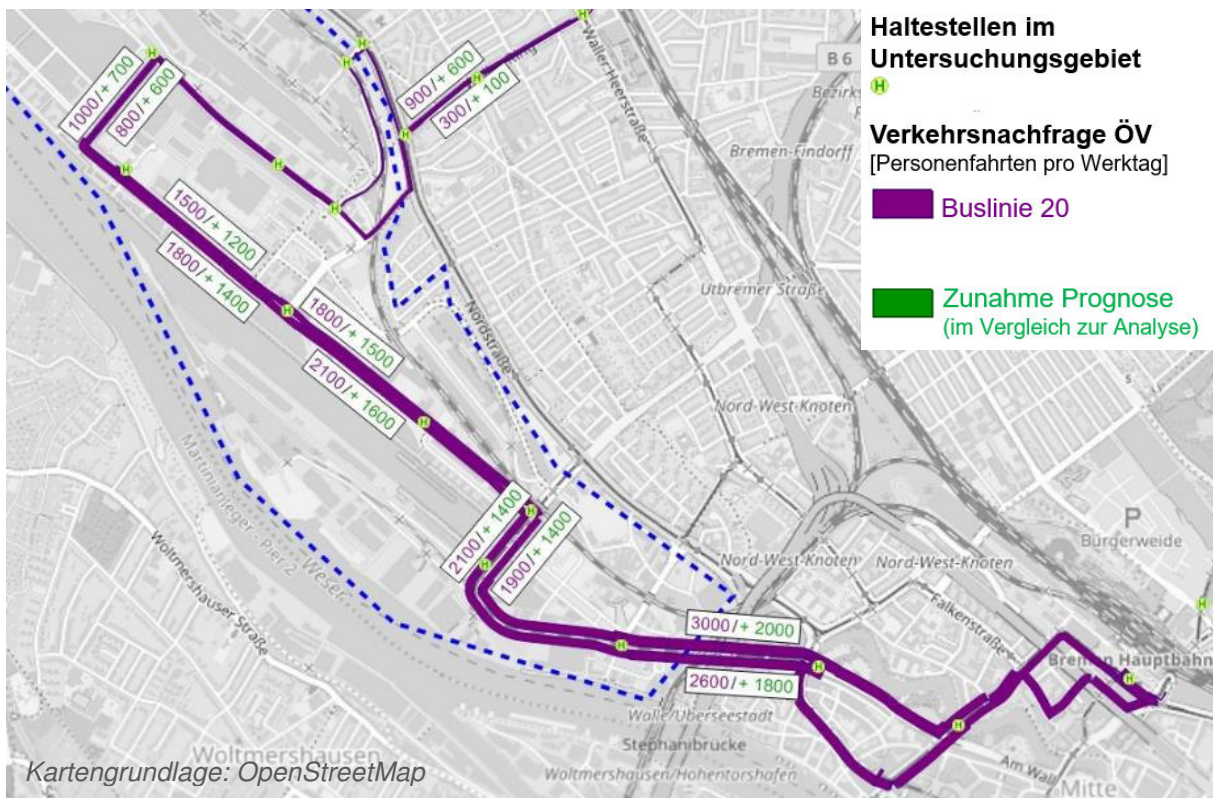 Haltestellen im
Untersuchungsgebiet
H
Verkehrsnachfrage ÖV
[Personenfahrten pro Werktag]
Buslinie 20
Zunahme Prognose
(im Vergleich zur Analyse)
1000/+ 700
800/+ 600
900/+ 600
300/+ 100
1500/+ 1200
1800/+ 1400
1800/+ 1500
2100/+ 1600
2100/+ 1400
1900/+ 1400
3000/+ 2000
2600/+ 1800
B 6
Waller Heerstraße
Bremen-Findorff
Utbremer Straße
Nordstraße
Nord-West-Knoten
Nord-West-Knoten
Nord-West-Knoten
P
Bürgerweide
Falkenstraße
Bremen Hauptbahn
Martinianleger - Pier 2
Weser
Woltmershauser Straße
Walle/Überseestadt
Stephanibrücke
Woltmershausen/Hohentorshafen
Am Wall
Mitte
Woltmershausen
Kartengrundlage: OpenStreetMap